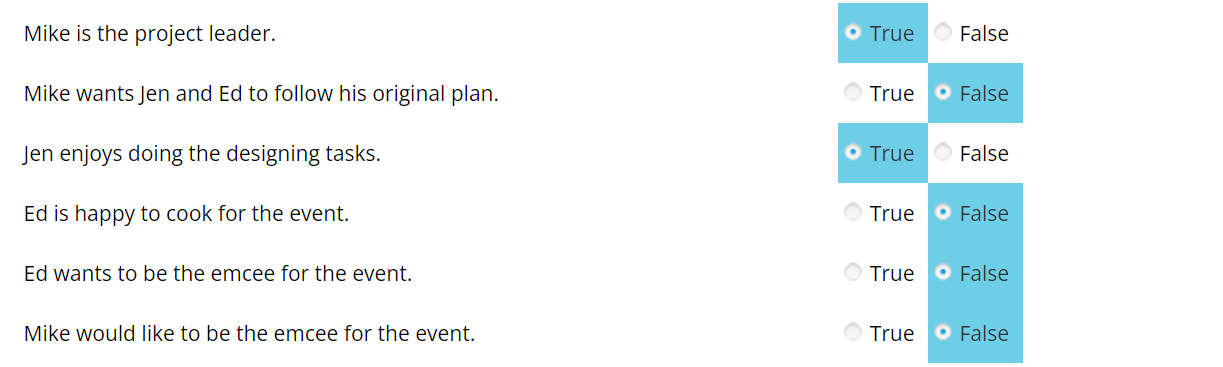 Mike is the project leader. True False
Mike wants Jen and Ed to follow his original plan. True False
Jen enjoys doing the designing tasks. True False
Ed is happy to cook for the event. True False
Ed wants to be the emcee for the event. True False
Mike would like to be the emcee for the event. True False